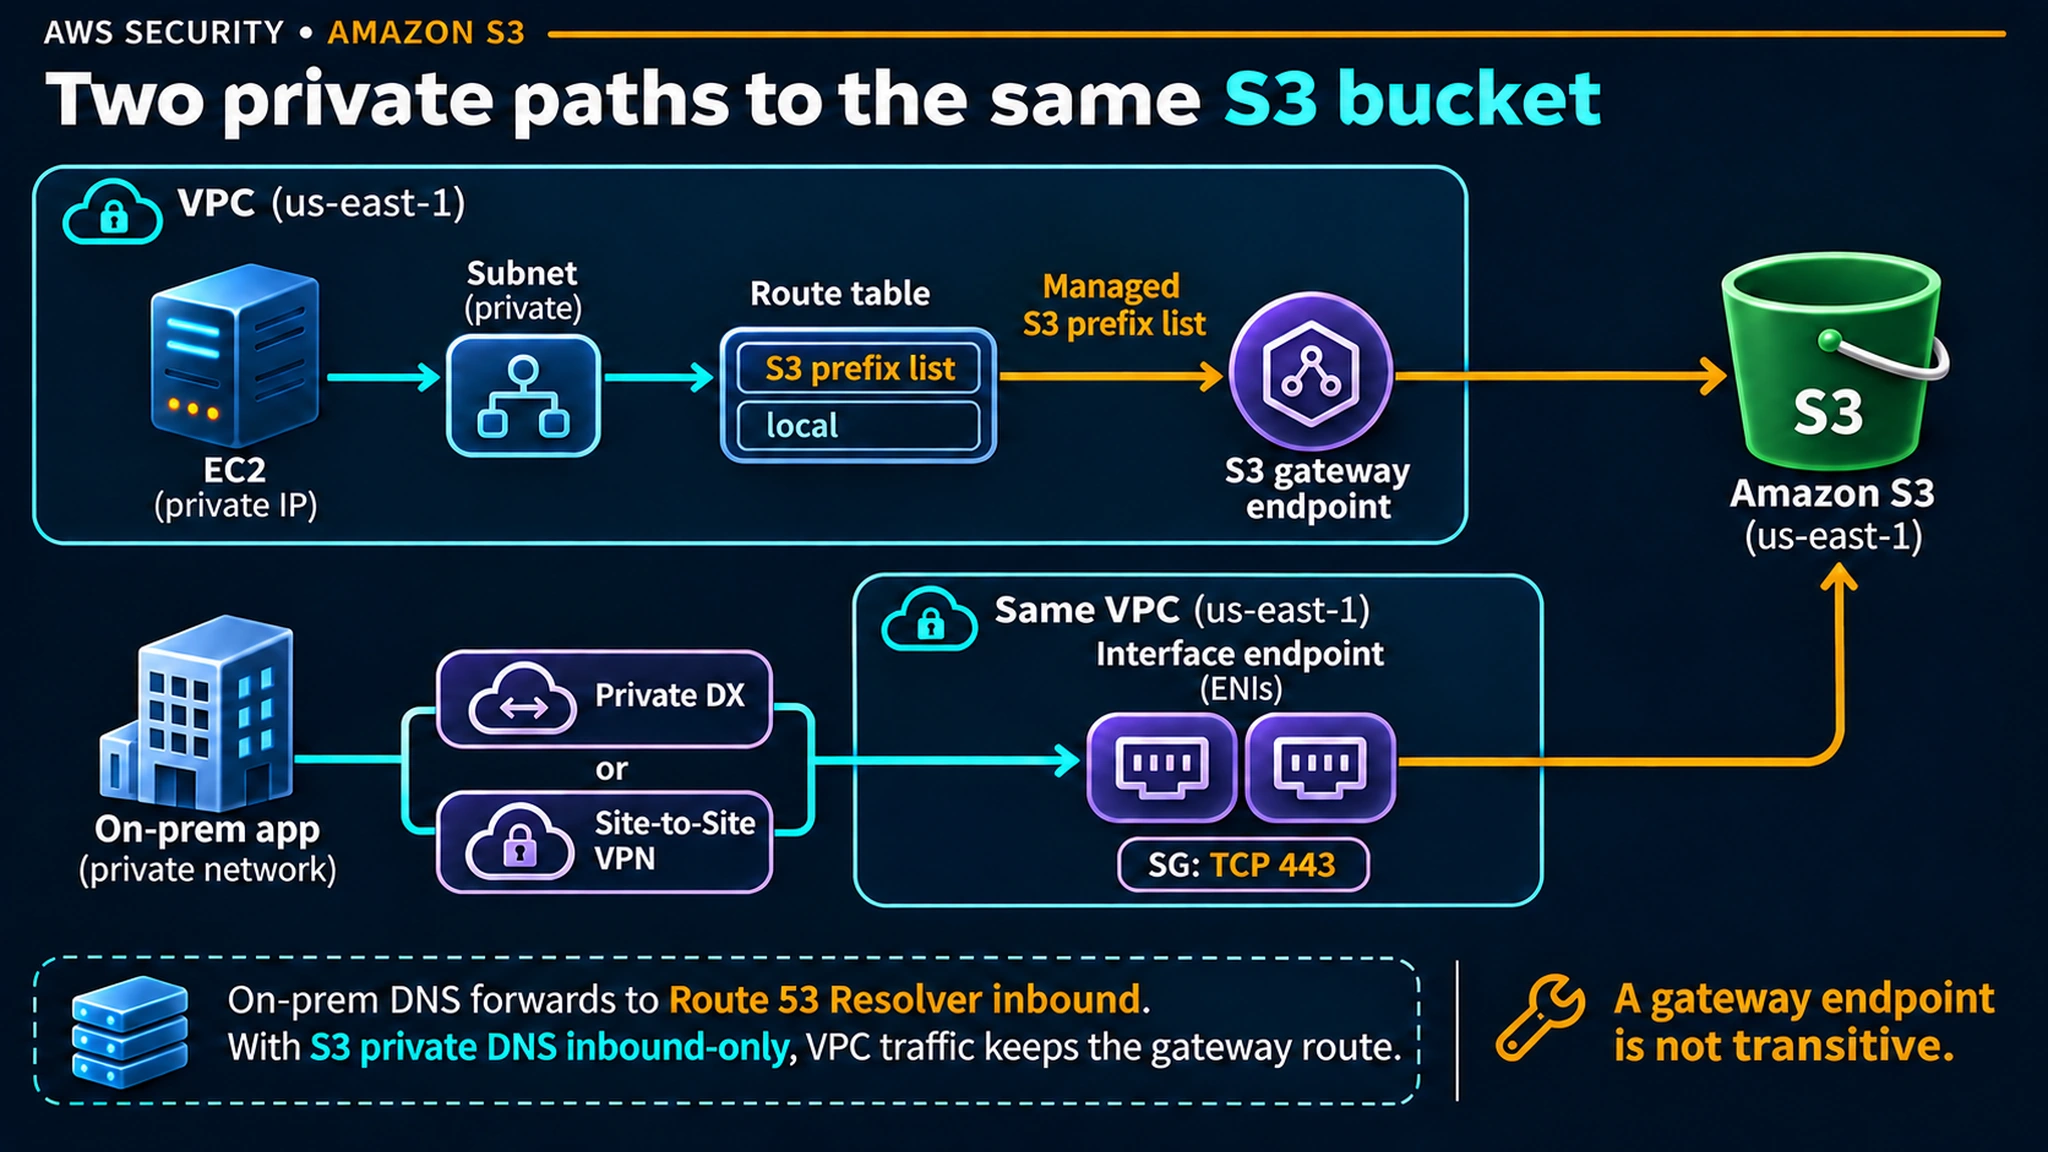 AWS SECURITY • AMAZON S3
Two private paths to the same S3 bucket
VPC (us-east-1)
EC2
(private IP)
Subnet
(private)
Route table
S3 prefix list
local
Managed
S3 prefix list
S3 gateway
endpoint
S3
Amazon S3
(us-east-1)
On-prem app
(private network)
Private DX
or
Site-to-Site
VPN
Same VPC (us-east-1)
Interface endpoint
(ENIs)
SG: TCP 443
On-prem DNS forwards to Route 53 Resolver inbound.
With S3 private DNS inbound-only, VPC traffic keeps the gateway route.
A gateway endpoint
is not transitive.